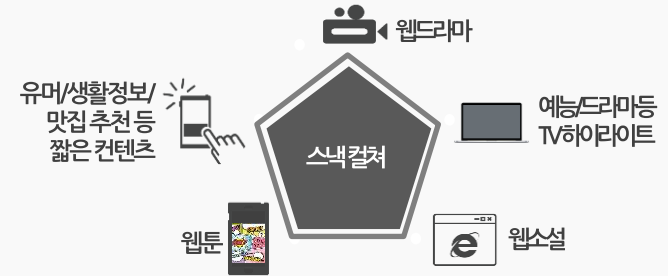 웹드라마
유머/생활정보/
맛집 추천 등
짧은 컨텐츠
예능/드라마등
TV하이라이트
스낵컬쳐
웹툰
웹소설